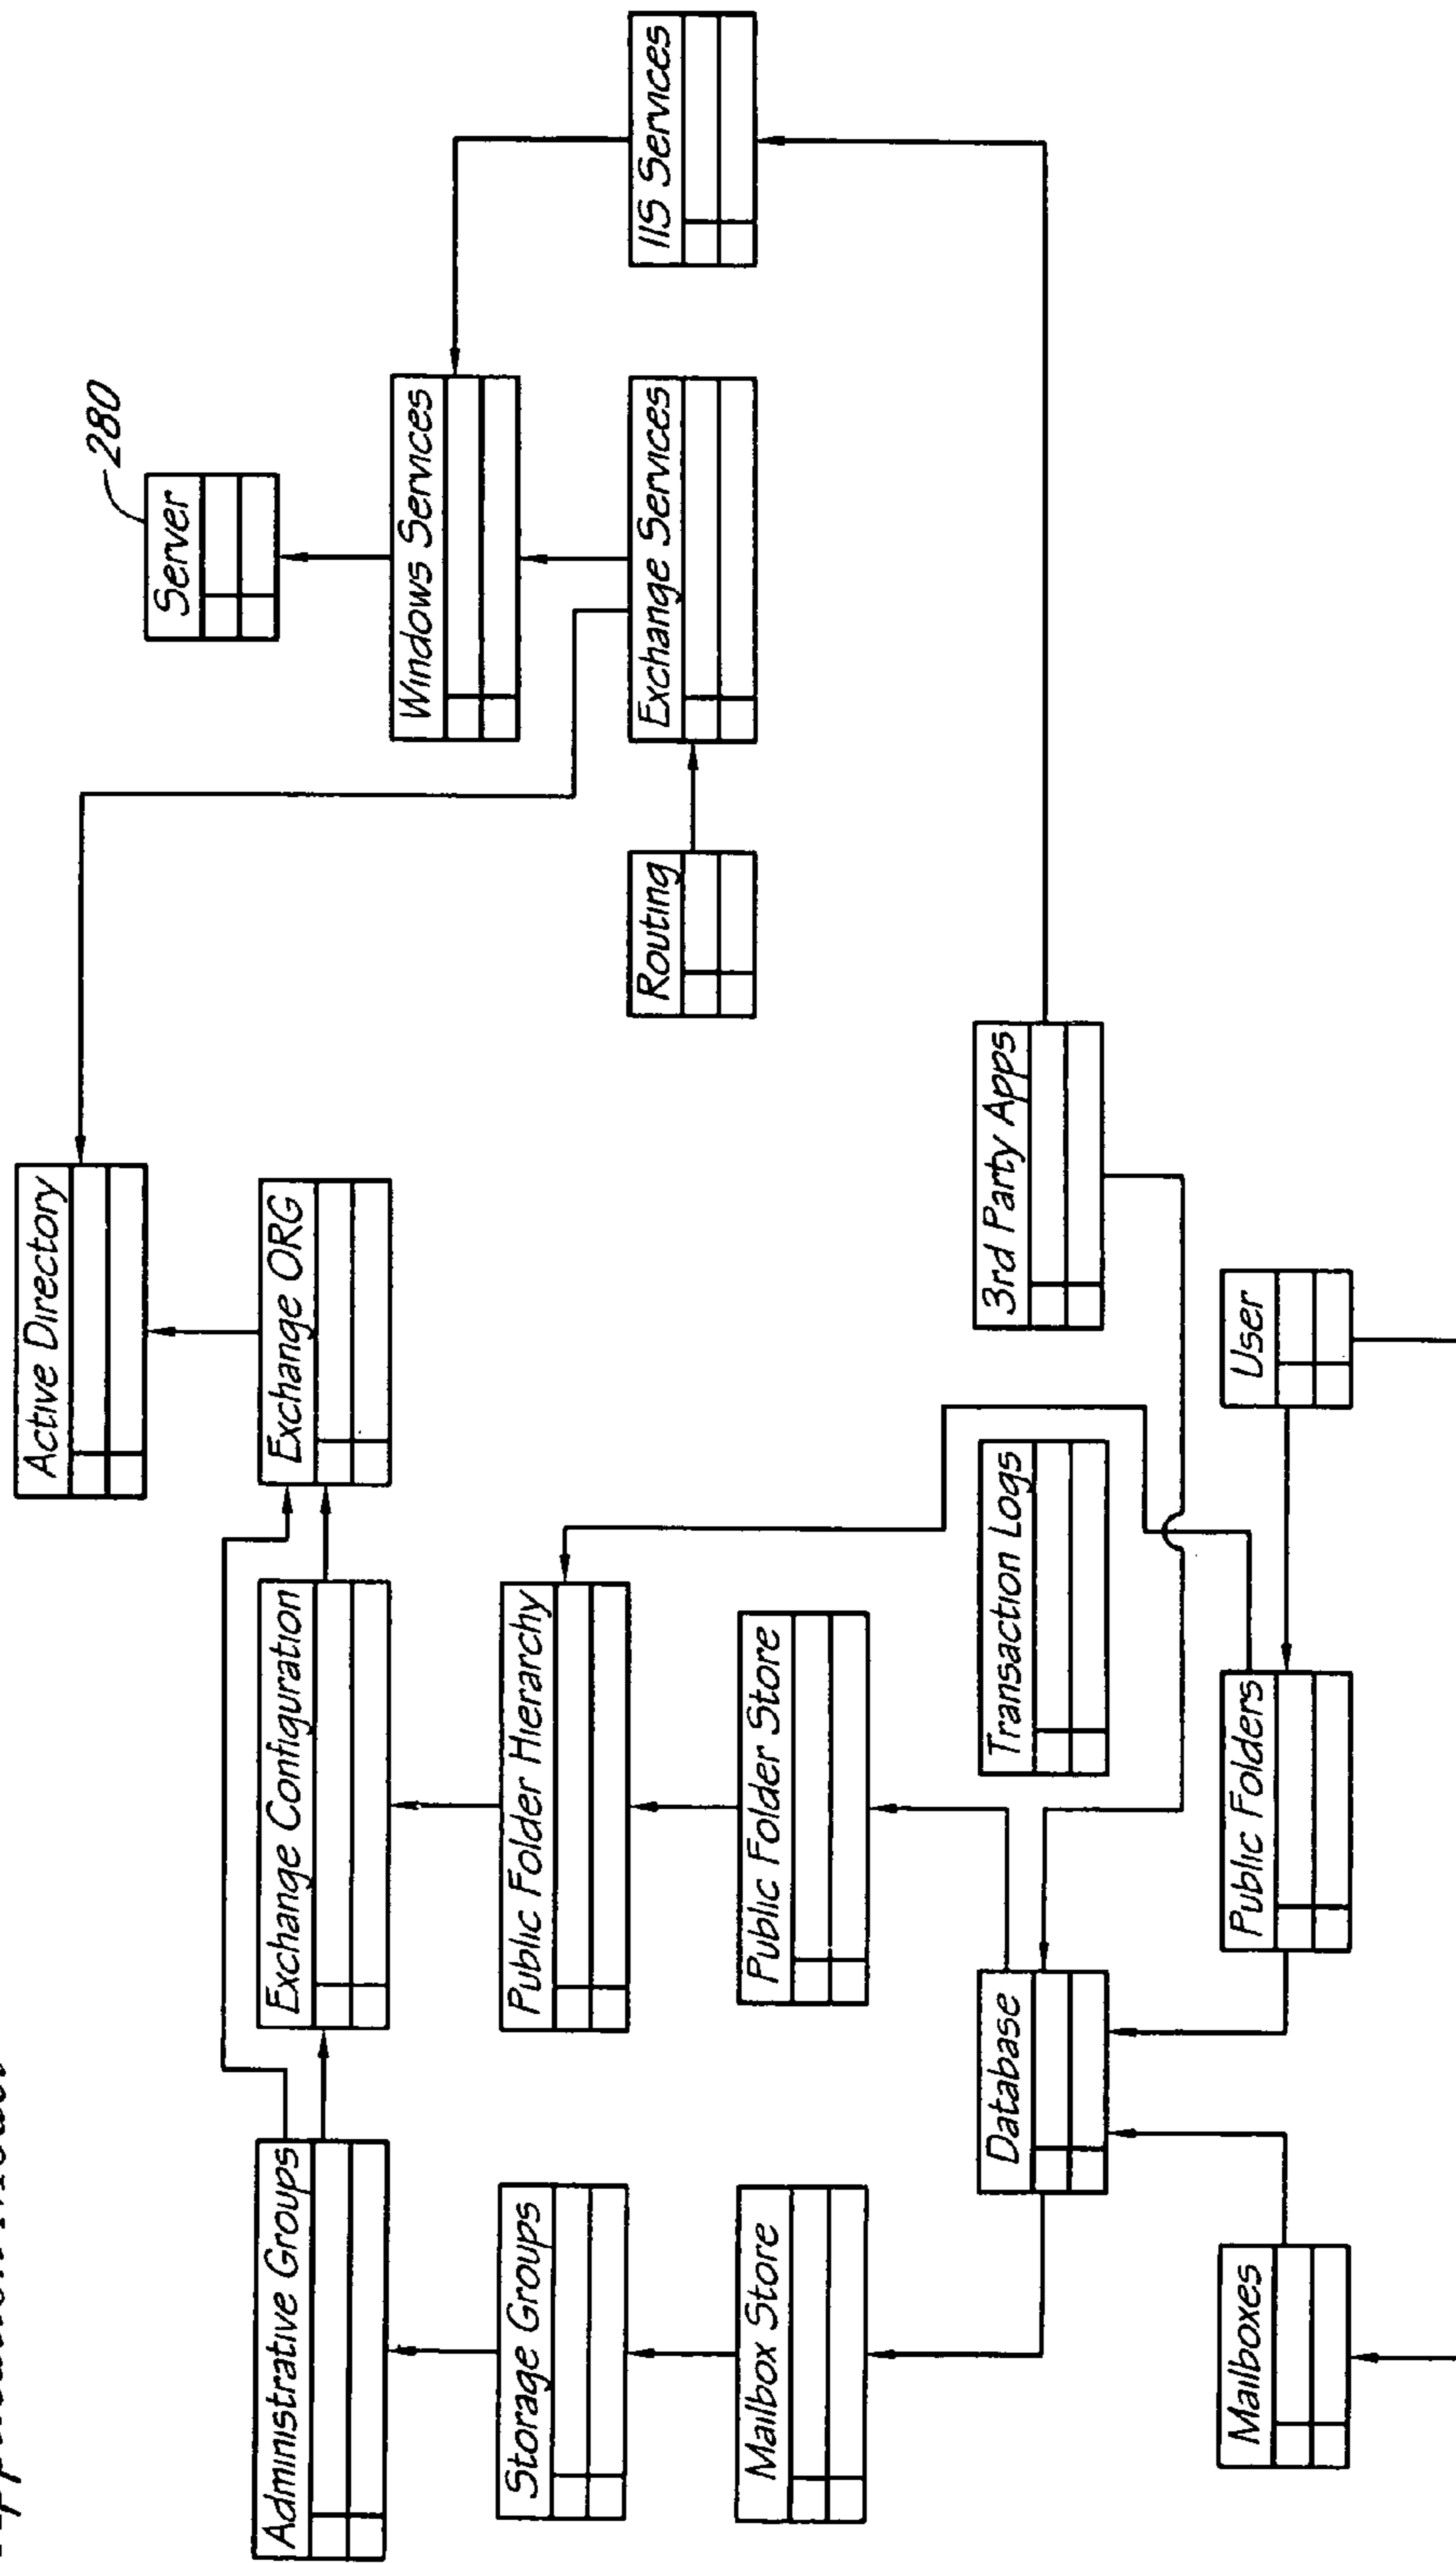 Application Model
Active Directory
280
Server
Administrative Groups
Exchange Configuration
Exchange ORG
Windows Services
Storage Groups
Public Folder Hierarchy
Routing
Exchange Services
IIS Services
Mailbox Store
Public Folder Store
Database
Transaction Logs
3rd Party Apps
Mailboxes
Public Folders
User